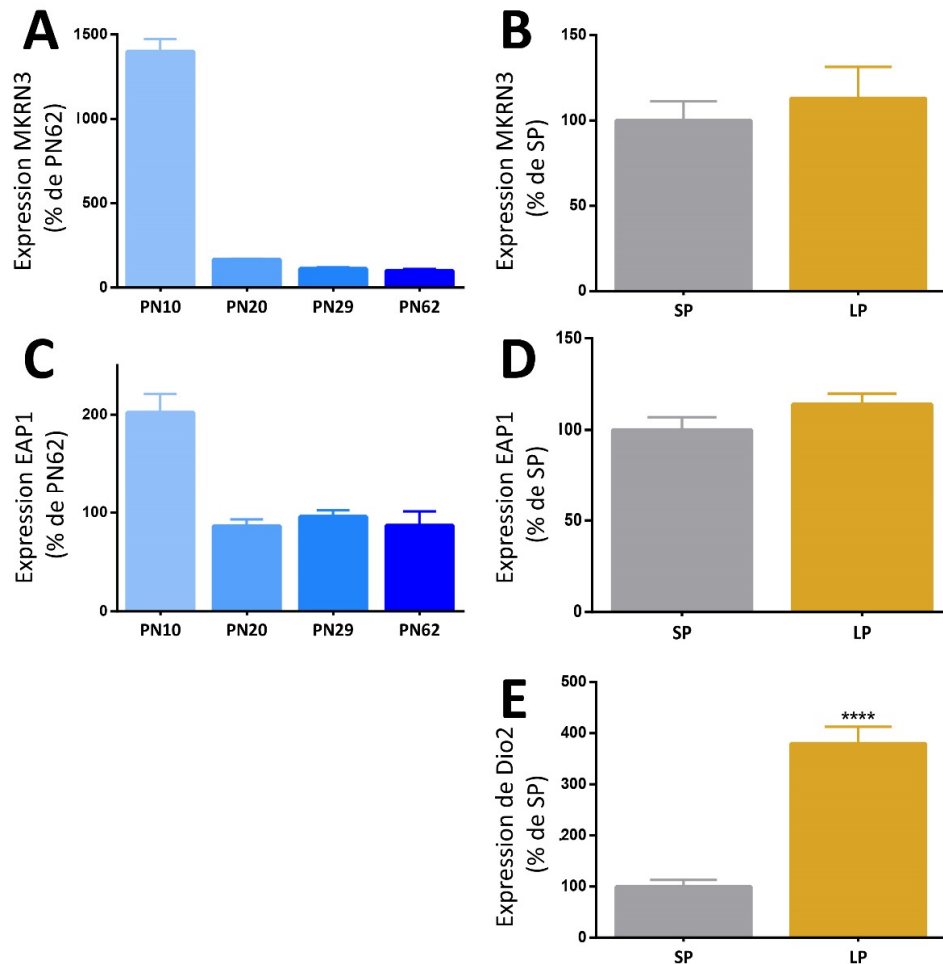 A
Expression MKRN3
(% de PN62)
1500
1000
500
0
PN10 PN20 PN29 PN62
B
Expression MKRN3
(% de SP)
150
100
50
0
SP LP
C
Expression EAP1
(% de PN62)
200
100
0
PN10 PN20 PN29 PN62
D
Expression EAP1
(% de SP)
150
100
50
0
SP LP
E
Expression de Dio2
(% de SP)
500
400
300
200
100
0
****
SP LP